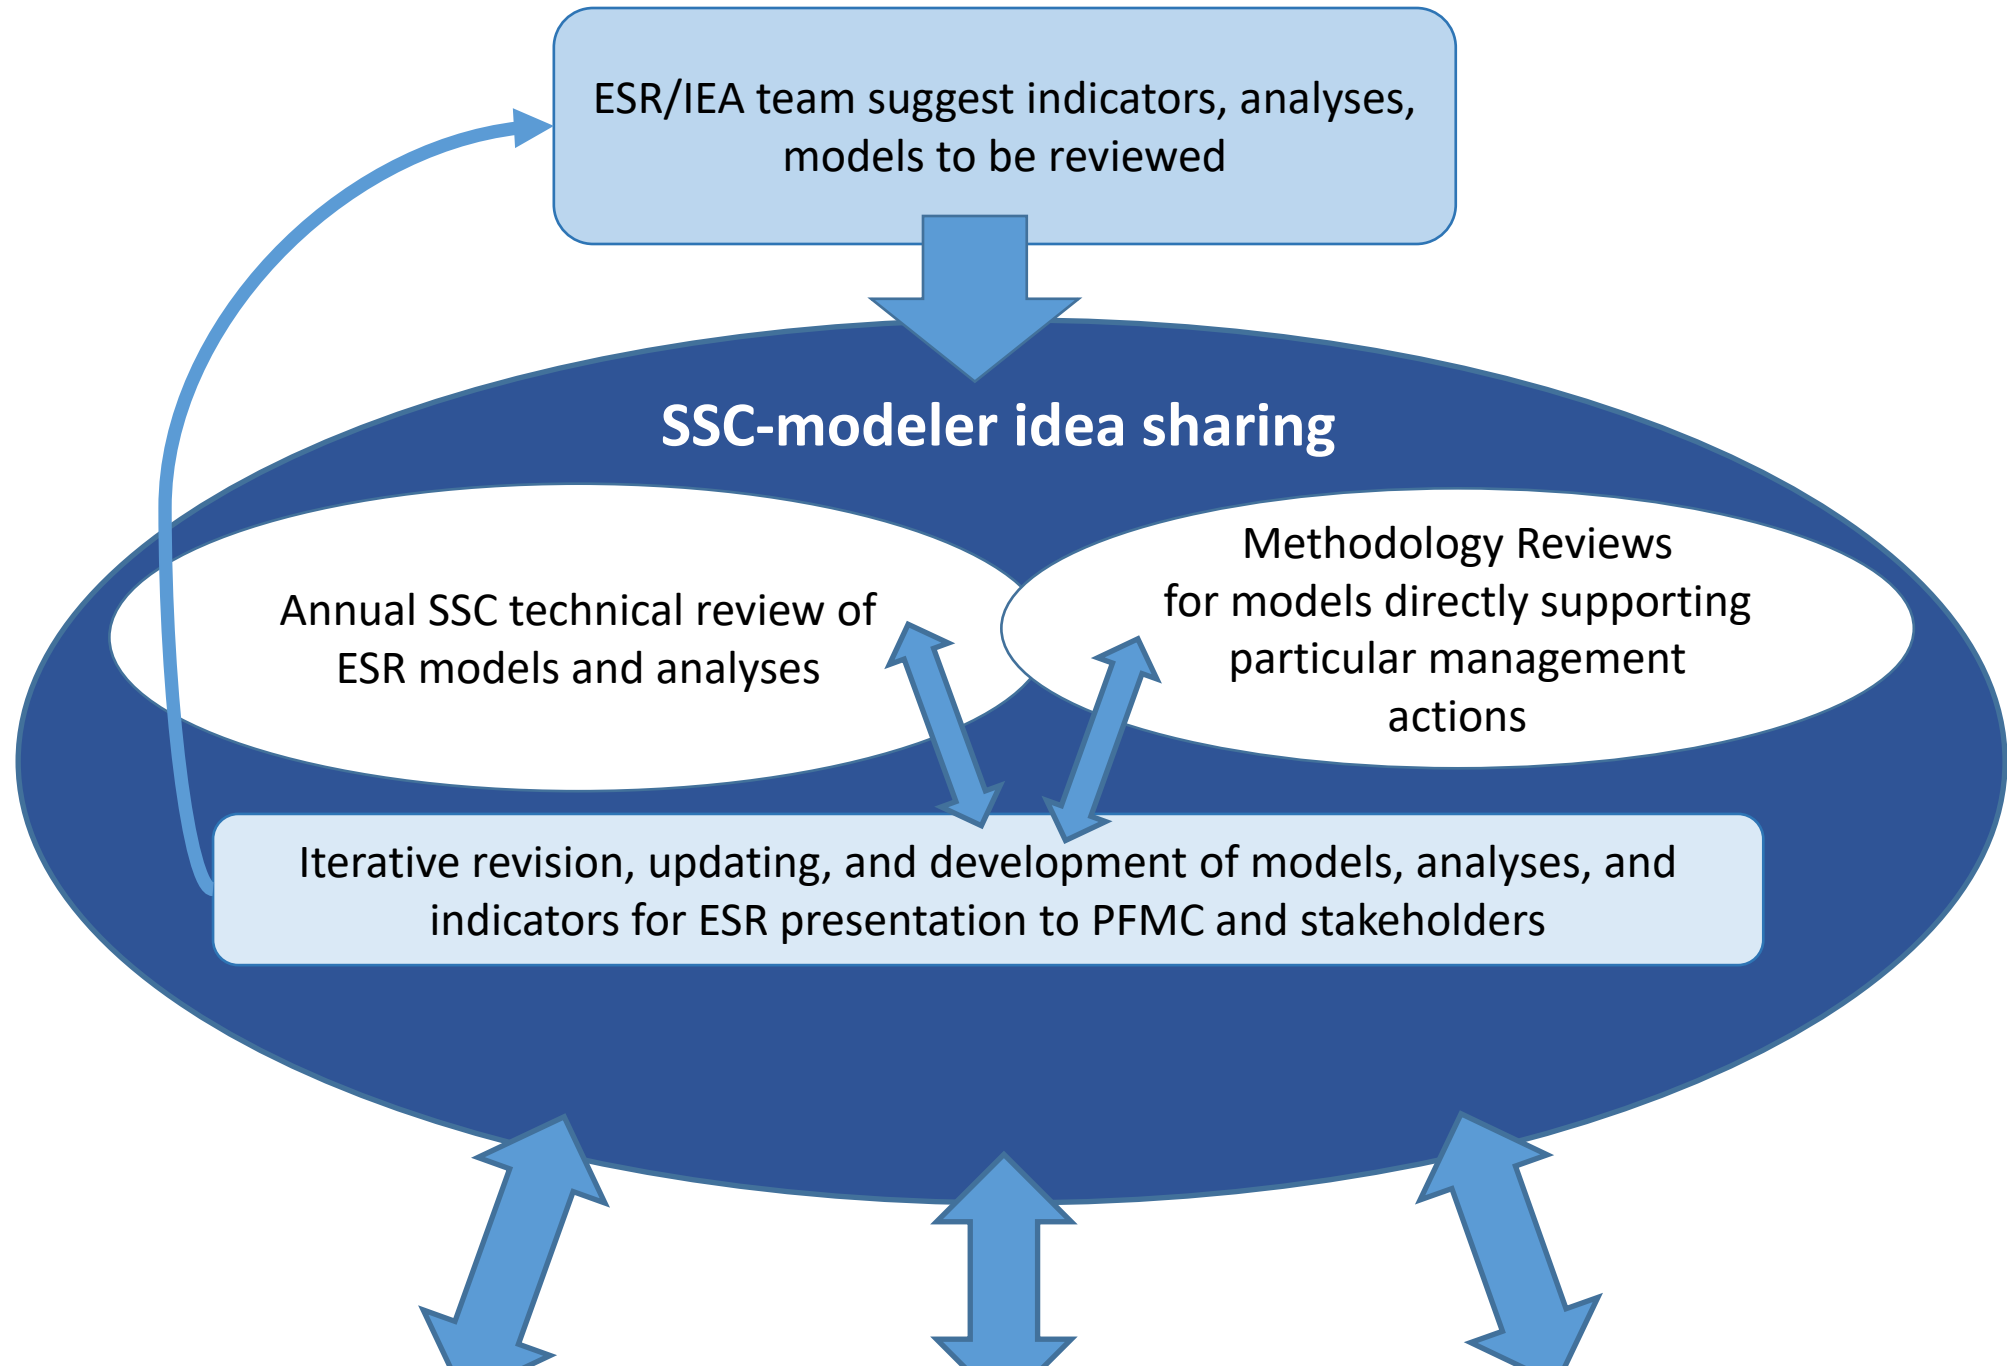 ESR/IEA team suggest indicators, analyses,
models to be reviewed
SSC-modeler idea sharing
Annual SSC technical review of
ESR models and analyses
Methodology Reviews
for models directly supporting
particular management
actions
Iterative revision, updating, and development of models, analyses, and
indicators for ESR presentation to PFMC and stakeholders